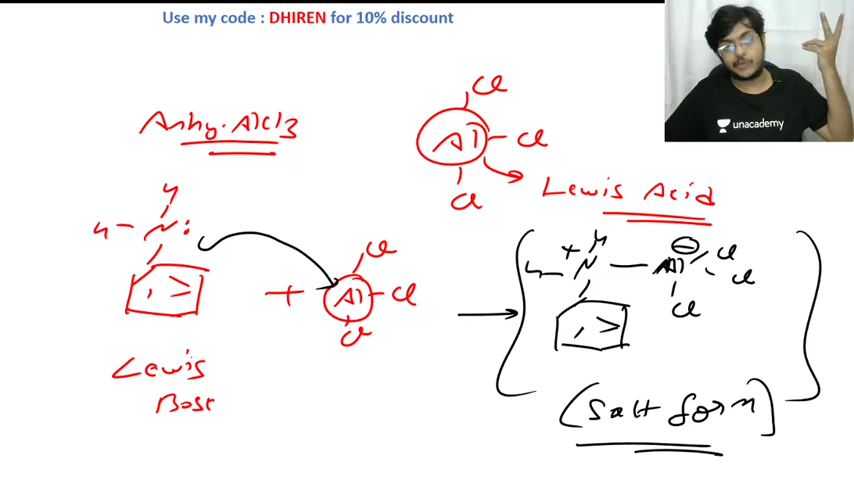 Use my code : DHIREN for 10% discount
unacademy
Anhy. AlCl3
Cl
Al - Cl
Cl
Lewis Acid
H
H - N :
+
Cl
Al - Cl
Cl
Lewis
Base
+ H
H - N - Al ⊖ Cl
Cl
Cl
(Salt form)